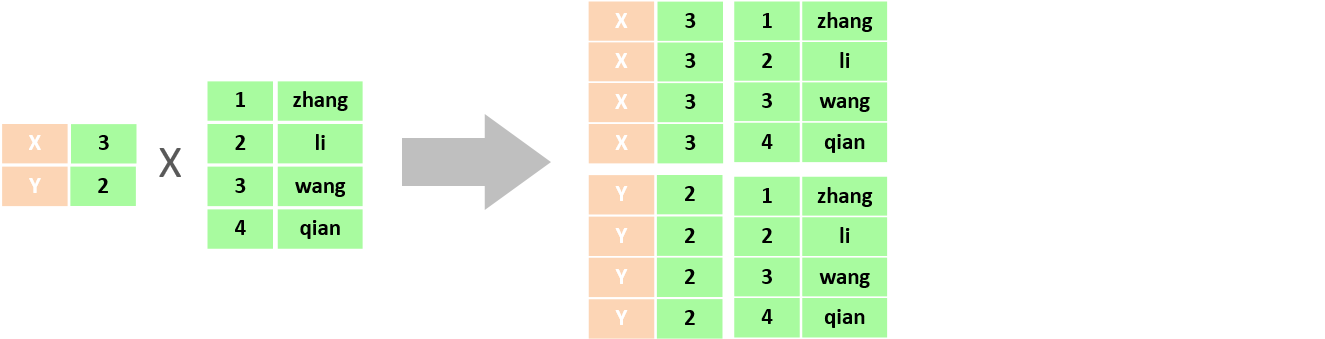 X 3
Y 2
X
1 zhang
2 li
3 wang
4 qian
X 3 1 zhang
X 3 2 li
X 3 3 wang
X 3 4 qian
Y 2 1 zhang
Y 2 2 li
Y 2 3 wang
Y 2 4 qian